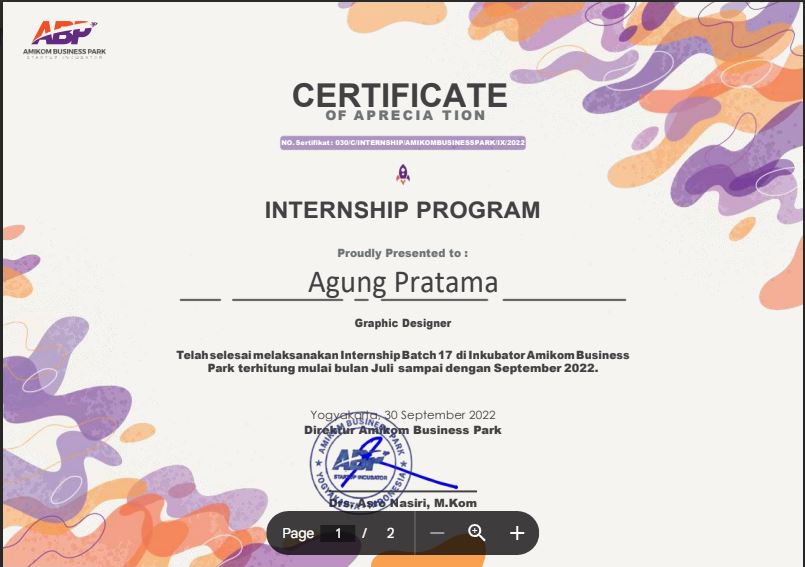 ABP
AMIKOM BUSINESS PARK
STARTUP INCUBATOR
CERTIFICATE
OF APRECIA TION
NO. Sertifikat : 030/C/INTERNSHIP/AMIKOMBUSINESSPARK/IX/2022
INTERNSHIP PROGRAM
Proudly Presented to :
Agung Pratama
Graphic Designer
Telah selesai melaksanakan Internship Batch 17 di Inkubator Amikom Business
Park terhitung mulai bulan Juli sampai dengan September 2022.
Yogyakarta, 30 September 2022
Direktur Amikom Business Park
AMIKOM BUSINESS PARK
ABP
STARTUP INCUBATOR
YOGYAKARTA INDONESIA
Drs. Asro Nasiri, M.Kom
Page 1 / 2